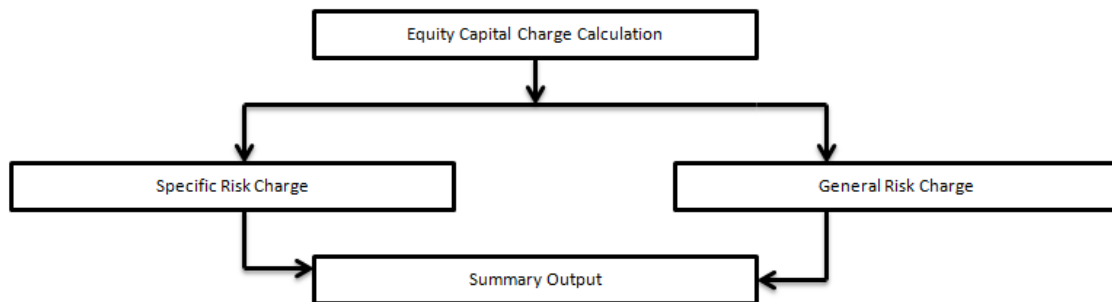 Equity Capital Charge Calculation
Specific Risk Charge
General Risk Charge
Summary Output